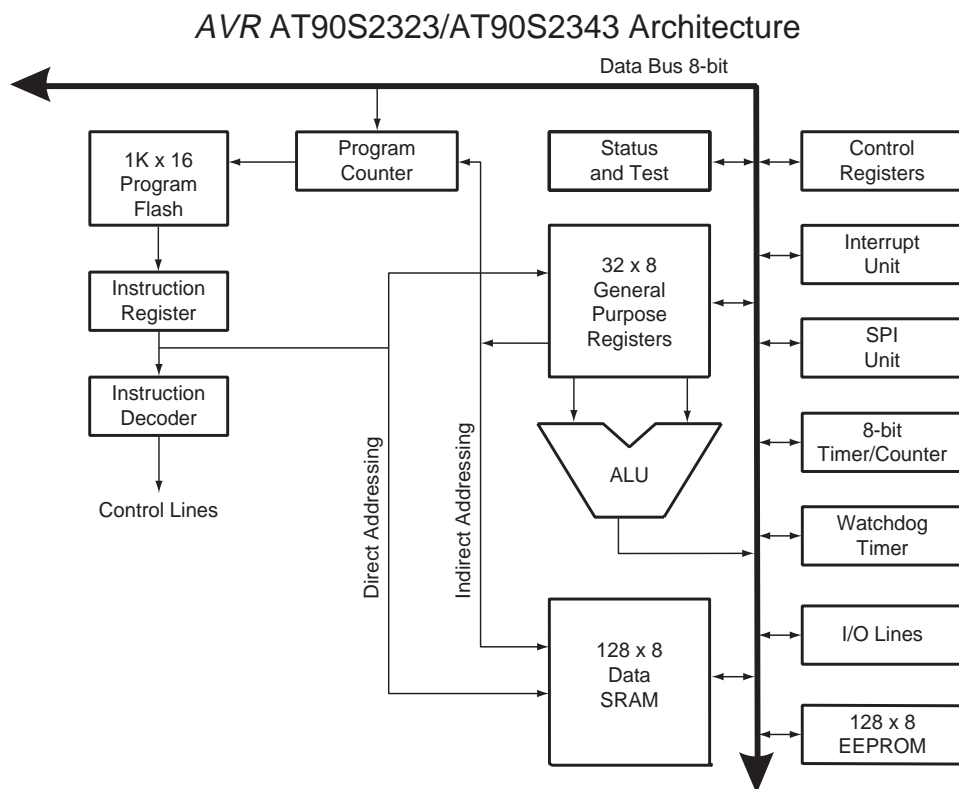 AVR AT90S2323/AT90S2343 Architecture
Data Bus 8-bit
1K x 16
Program
Flash
Program
Counter
Status
and Test
Control
Registers
Instruction
Register
32 x 8
General
Purpose
Registers
Interrupt
Unit
SPI
Unit
Instruction
Decoder
Control Lines
Direct Addressing
Indirect Addressing
ALU
8-bit
Timer/Counter
Watchdog
Timer
128 x 8
Data
SRAM
I/O Lines
128 x 8
EEPROM